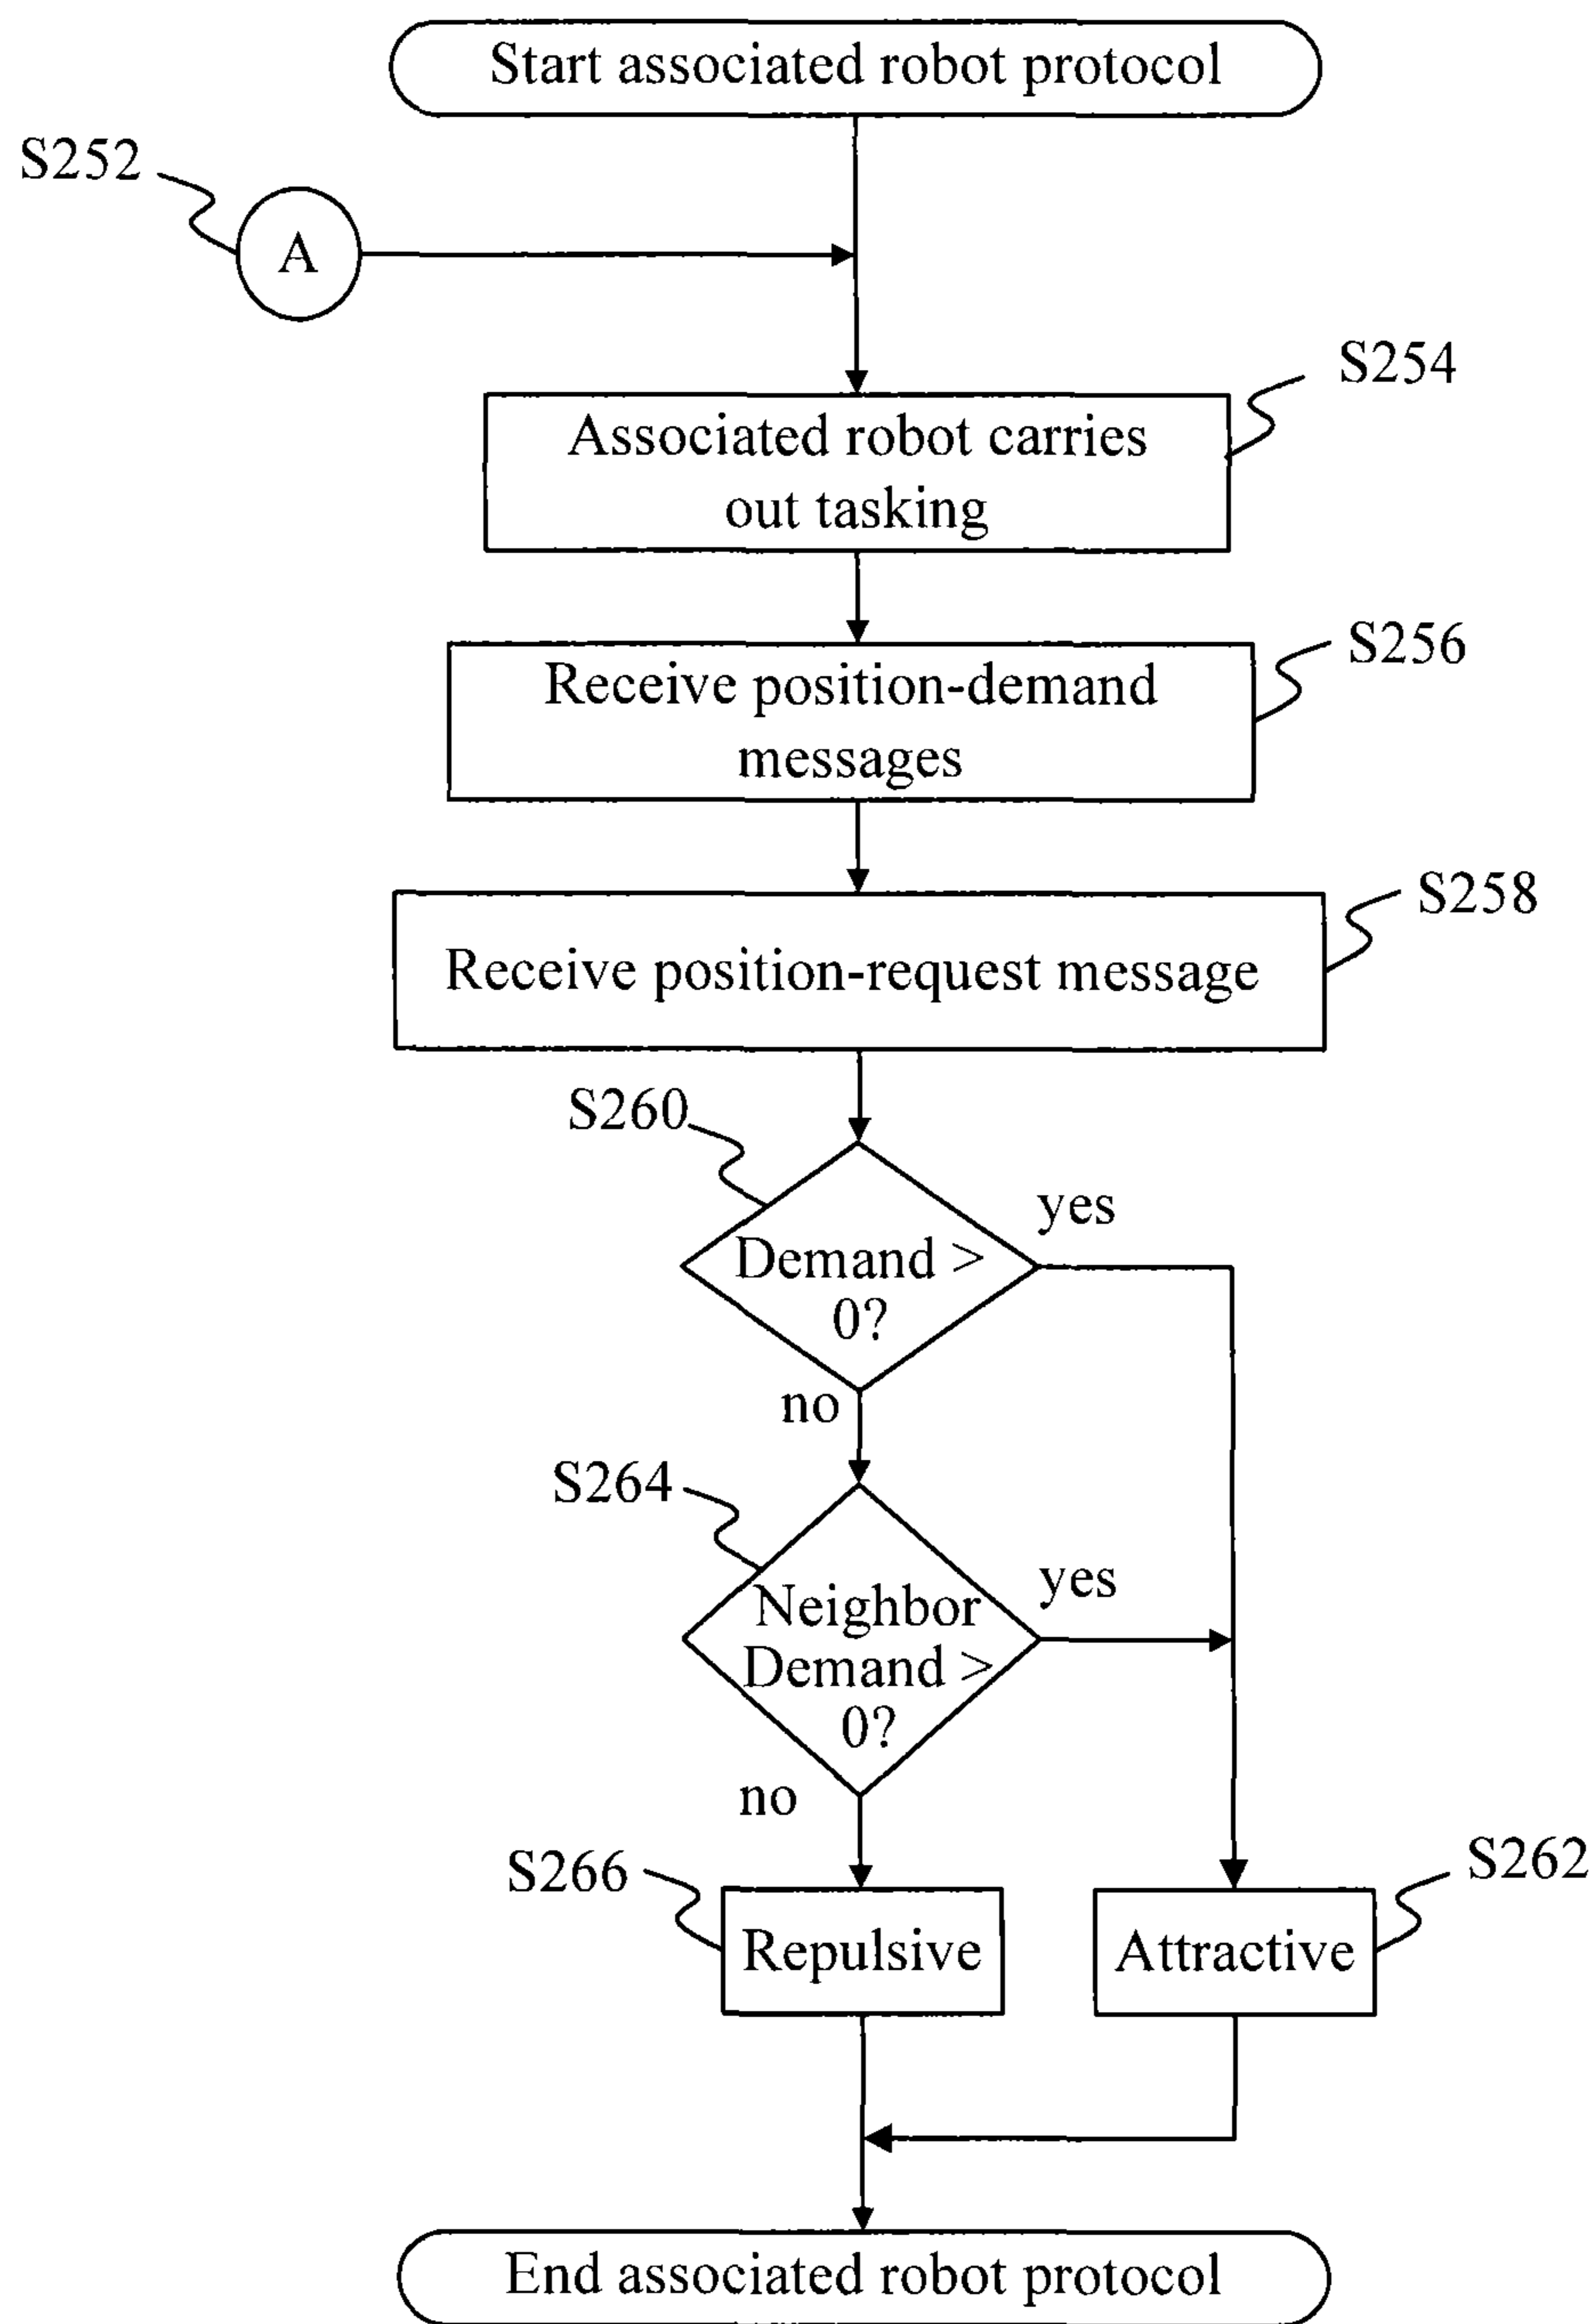 Start associated robot protocol
S252
A
S254
Associated robot carries
out tasking
S256
Receive position-demand
messages
S258
Receive position-request message
S260
yes
Demand >
0?
no
S264
yes
Neighbor
Demand >
0?
no
S266
S262
Repulsive
Attractive
End associated robot protocol